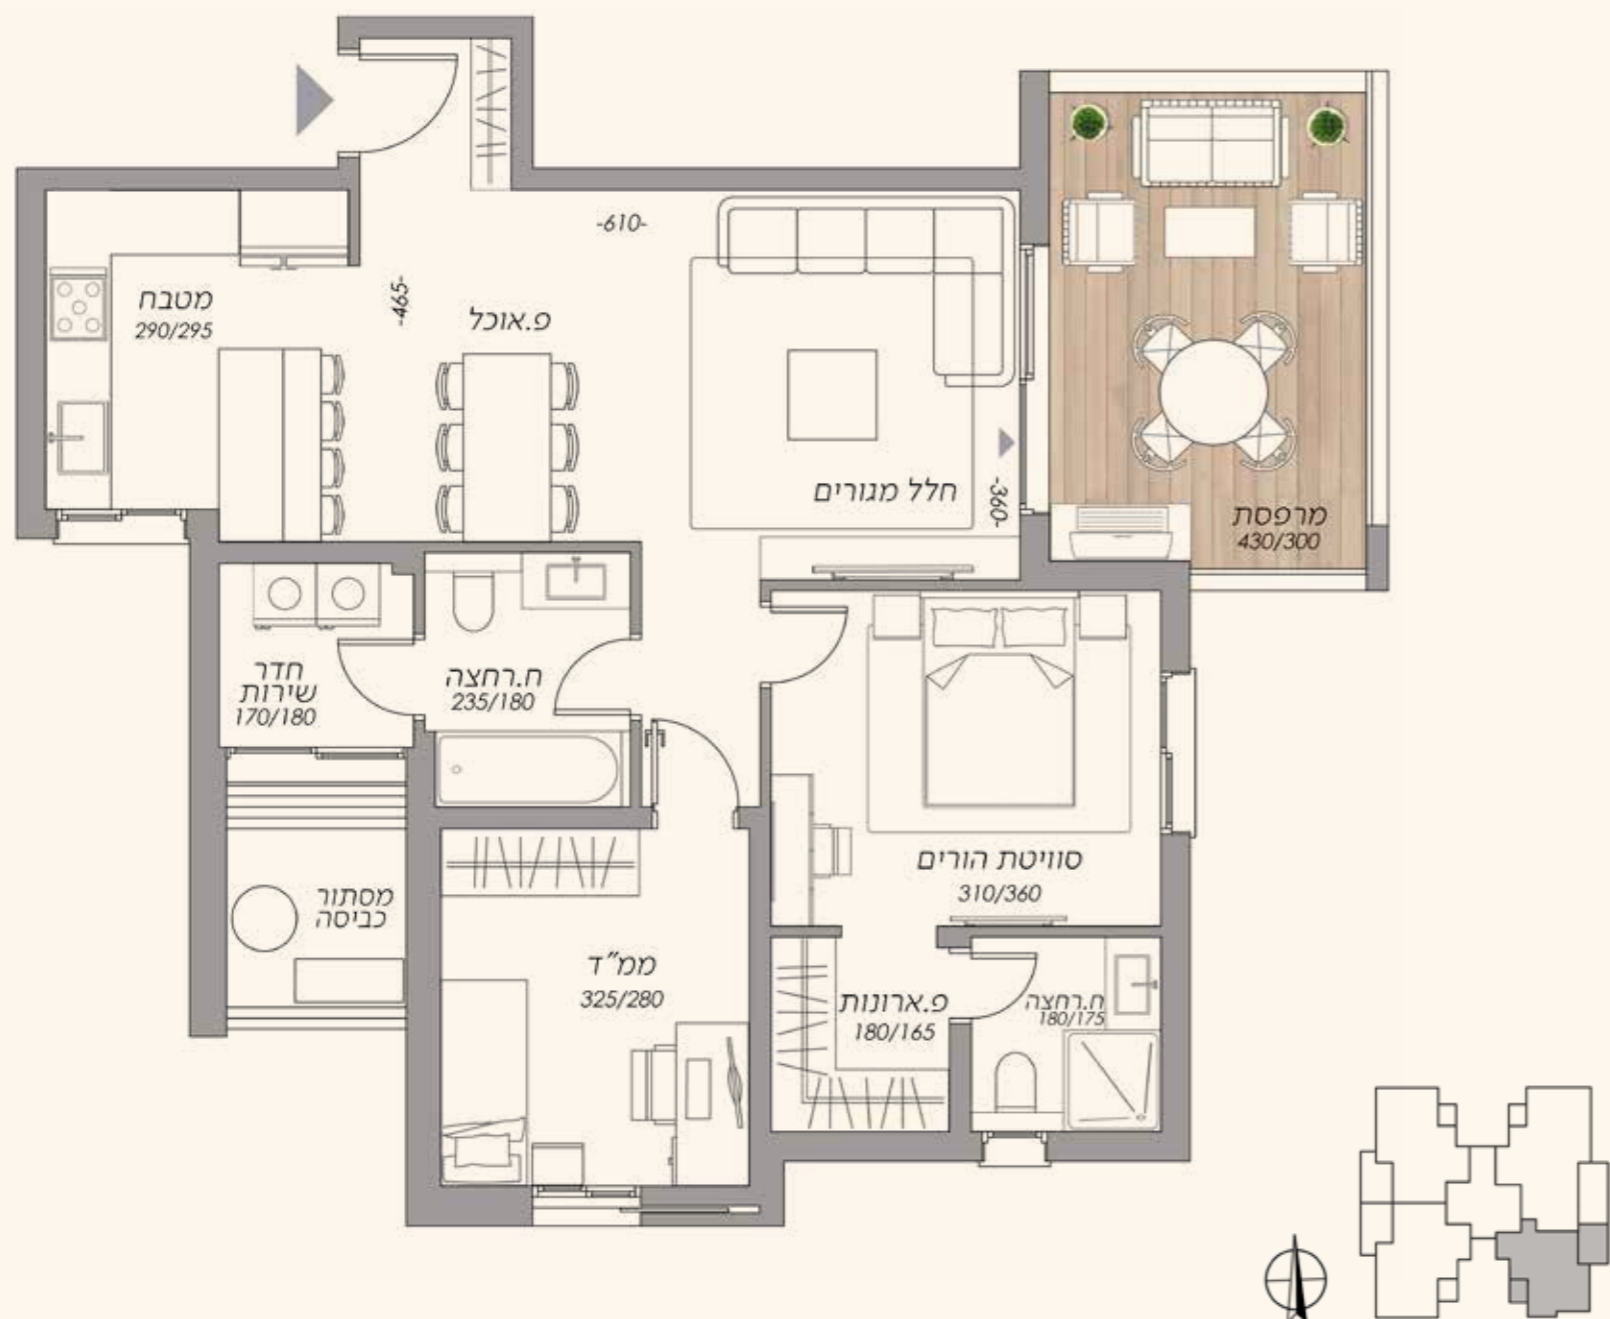 -610-
-465-
מטבח
290/295
פ.אוכל
חלל מגורים
-360-
מרפסת
430/300
חדר
שירות
170/180
ח.רחצה
235/180
סוויטת הורים
310/360
מסתור
כביסה
ממ"ד
325/280
פ.ארונות
180/165
ח.רחצה
180/175